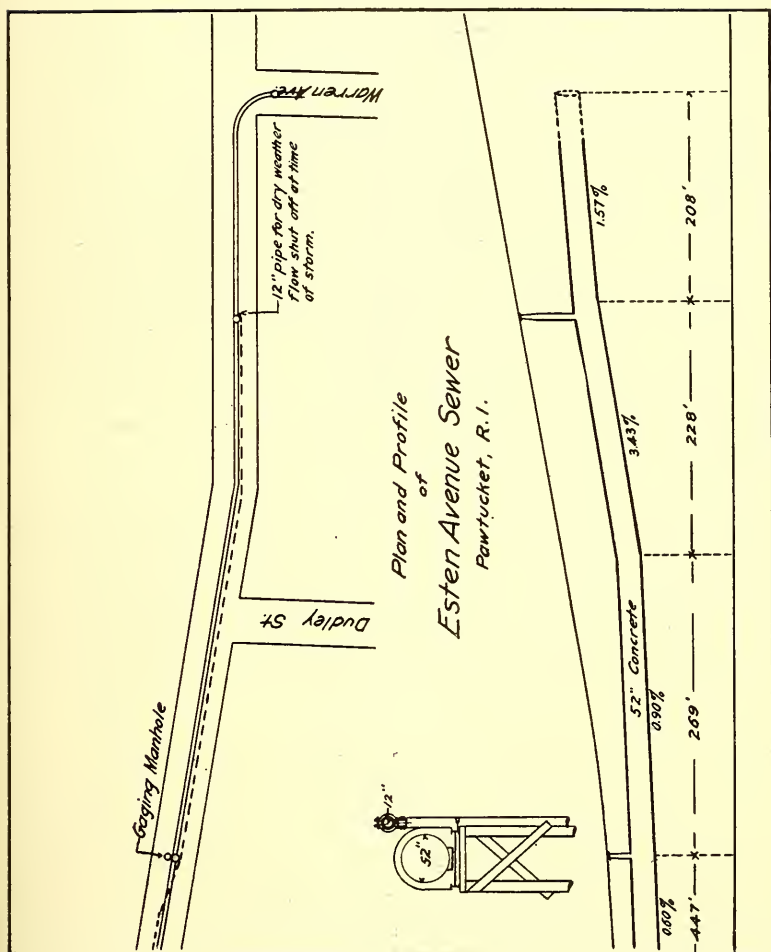 Warren Ave.
12" pipe for dry weather
flow shut off at time
of storm.
Dudley St.
Gaging Manhole
Plan and Profile
of
Esten Avenue Sewer
Pawtucket, R.I.
12"
52"
1.57%
208'
3.43%
228'
52" Concrete
0.90%
269'
0.60%
447'